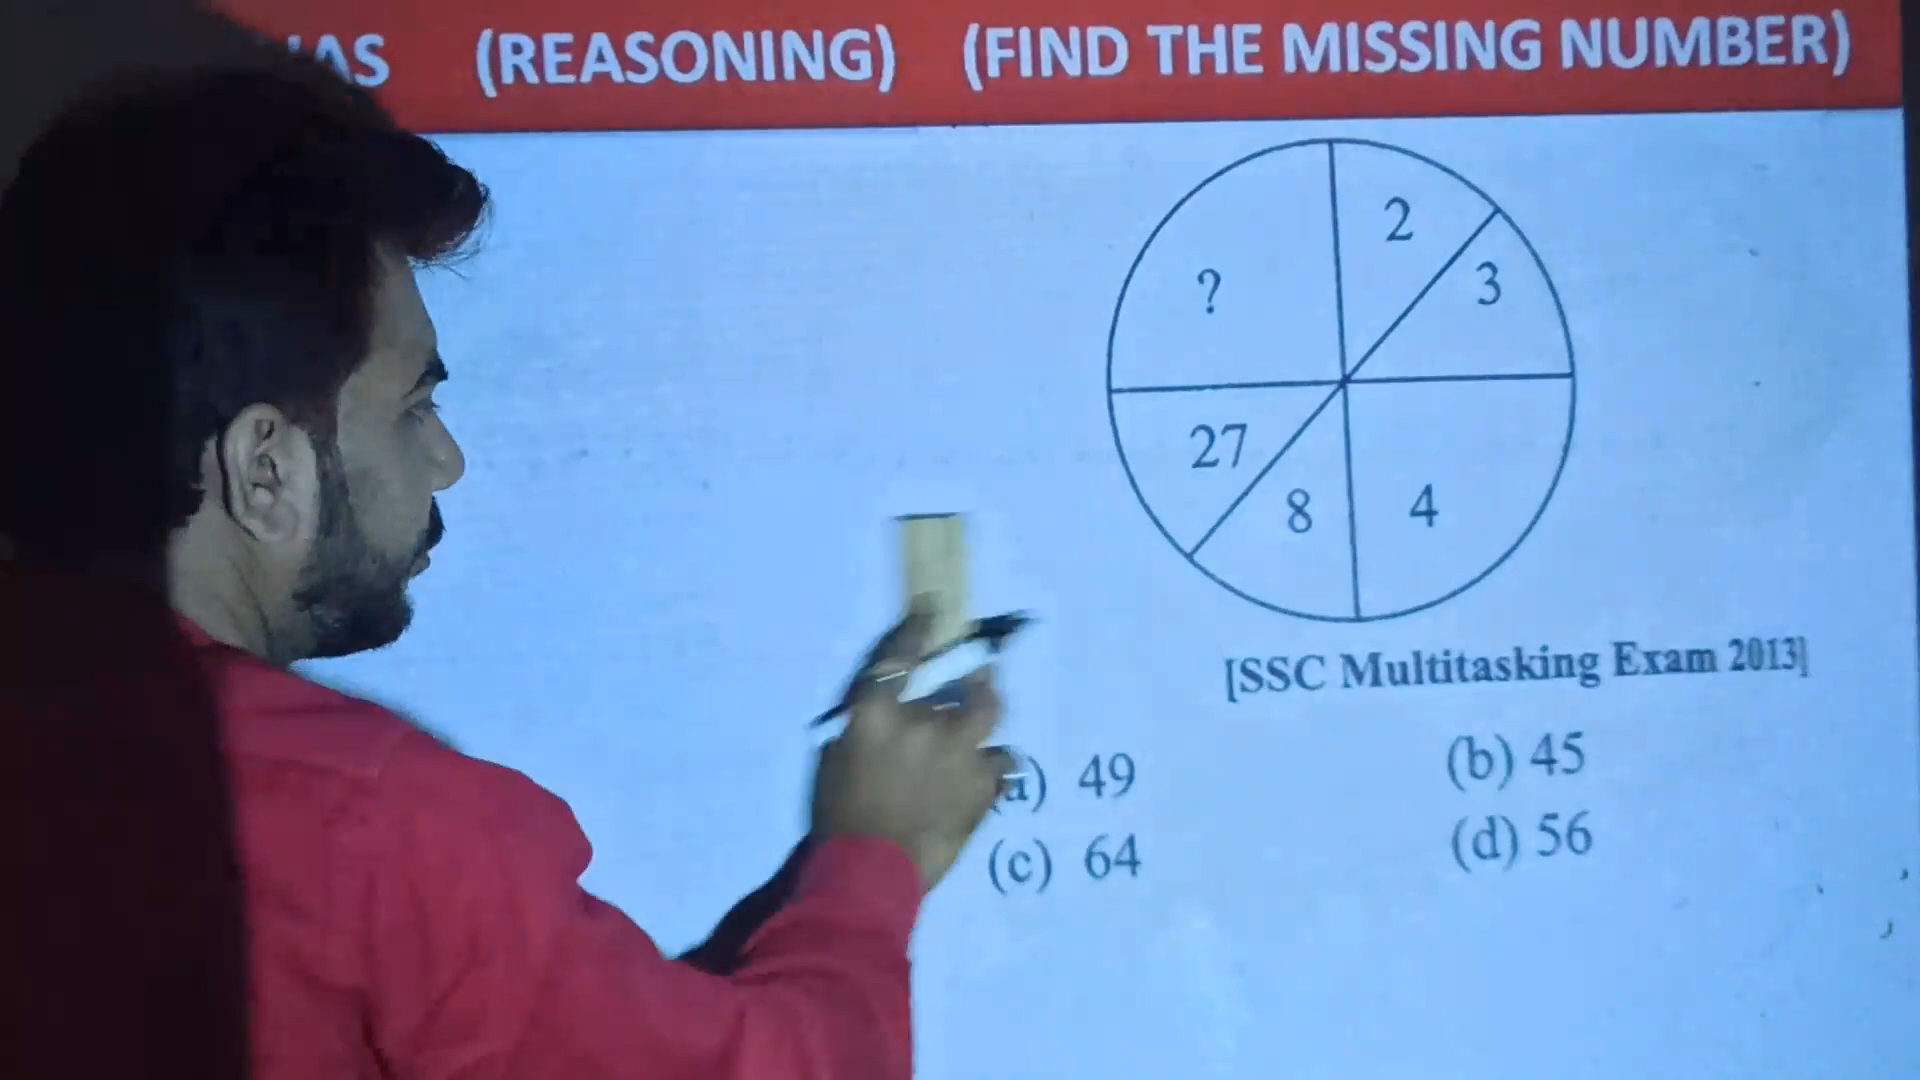 (REASONING) (FIND THE MISSING NUMBER)
2
3
?
27
8
4
[SSC Multitasking Exam 2013]
(a) 49
(b) 45
(c) 64
(d) 56